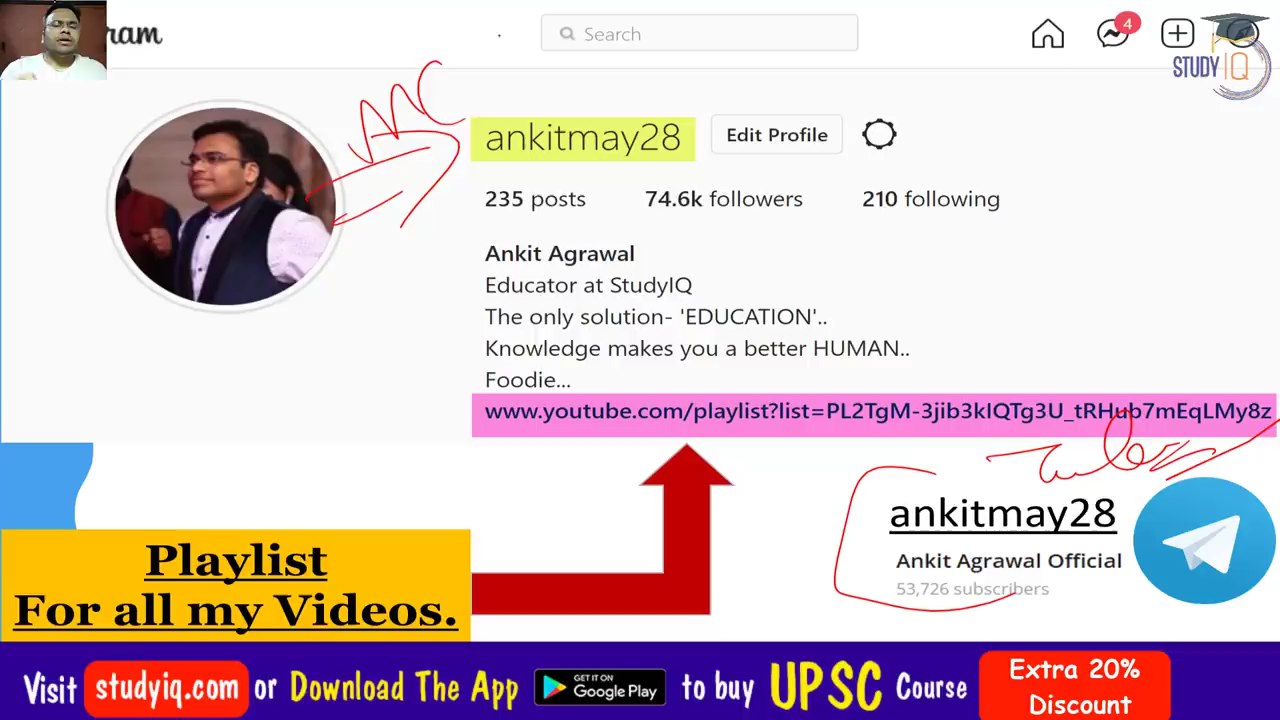 ram
Search
4
STUDY IQ
ankitmay28
Edit Profile
235 posts 74.6k followers 210 following
Ankit Agrawal
Educator at StudyIQ
The only solution- 'EDUCATION'..
Knowledge makes you a better HUMAN..
Foodie...
www.youtube.com/playlist?list=PL2TgM-3jib3kIQTg3U_tRHub7mEqLMy8z
ankitmay28
Ankit Agrawal Official
53,726 subscribers
Playlist
For all my Videos.
Visit studyiq.com or Download The App GET IT ON Google Play to buy UPSC Course Extra 20% Discount